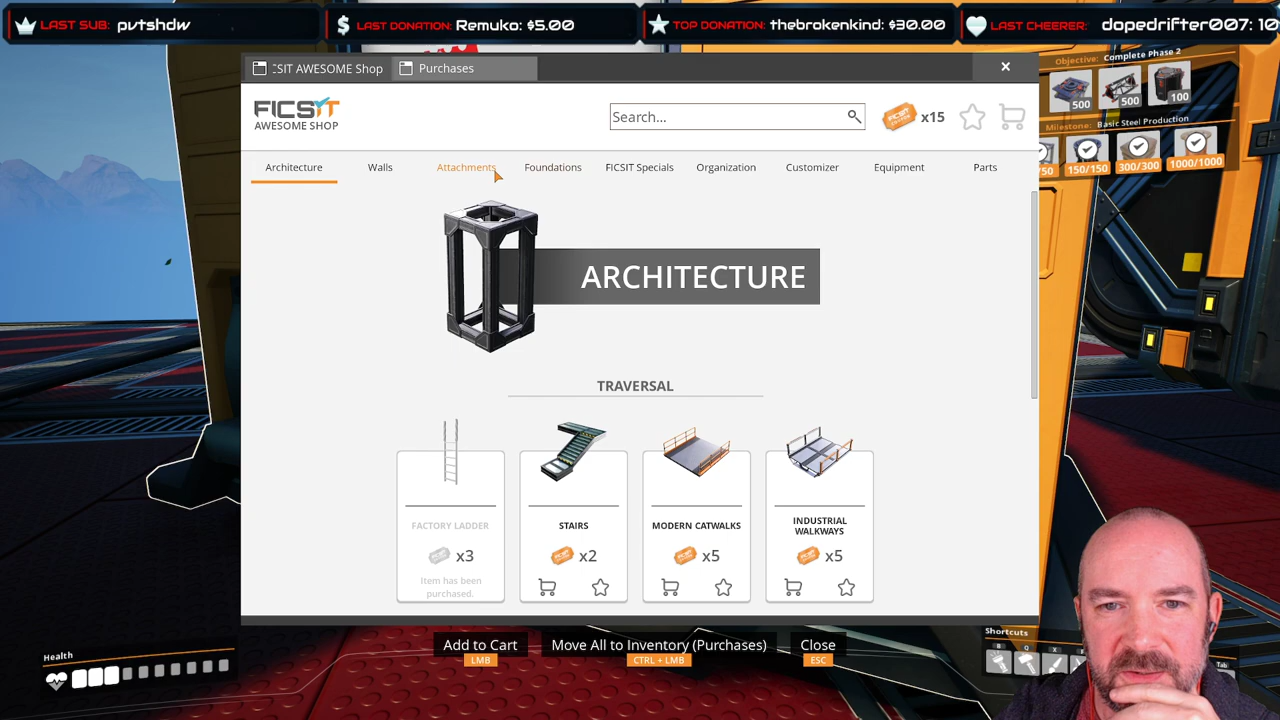 LAST SUB: pvtshdw
LAST DONATION: Remuko: $5.00
TOP DONATION: thebrokenkind: $30.00
LAST CHEERER: dopedrifter007: 10
:SIT AWESOME Shop
Purchases
Objective: Complete Phase 2
500
500
100
Milestone: Basic Steel Production
150/150
300/300
1000/1000
FICSIT
AWESOME SHOP
Search...
x15
Architecture
Walls
Attachments
Foundations
FICSIT Specials
Organization
Customizer
Equipment
Parts
ARCHITECTURE
TRAVERSAL
FACTORY LADDER
x3
Item has been
purchased.
STAIRS
x2
MODERN CATWALKS
x5
INDUSTRIAL
WALKWAYS
x5
Add to Cart
LMB
Move All to Inventory (Purchases)
CTRL + LMB
Close
ESC
Health
Shortcuts
B
Q
X
Tab